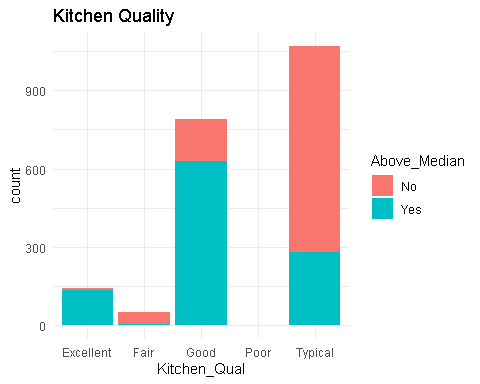 Kitchen Quality
count
900
600
300
0
Excellent Fair Good Poor Typical
Kitchen_Qual
Above_Median
No
Yes